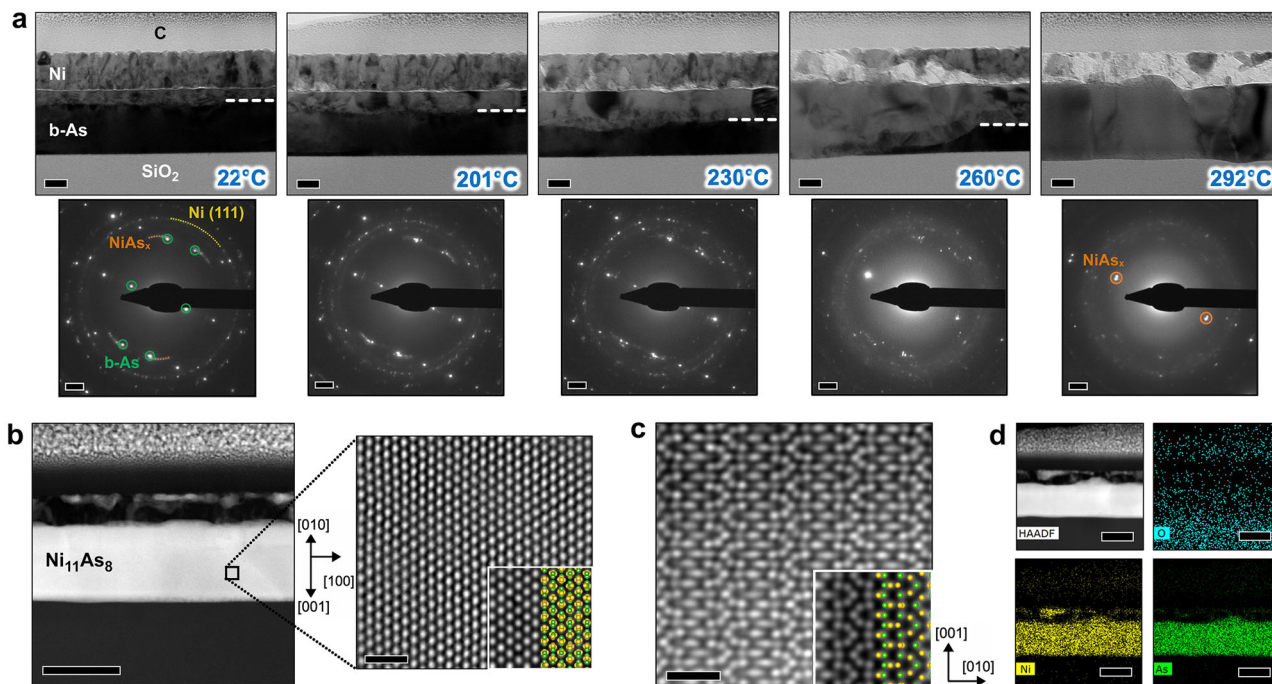 a
C
Ni
b-As
SiO₂
22°C
201°C
230°C
260°C
292°C
Ni (111)
NiAsₓ
b-As
NiAsₓ
b
Ni₁₁As₈
[010]
[100]
[001]
c
[001]
[010]
d
HAADF
O
Ni
As